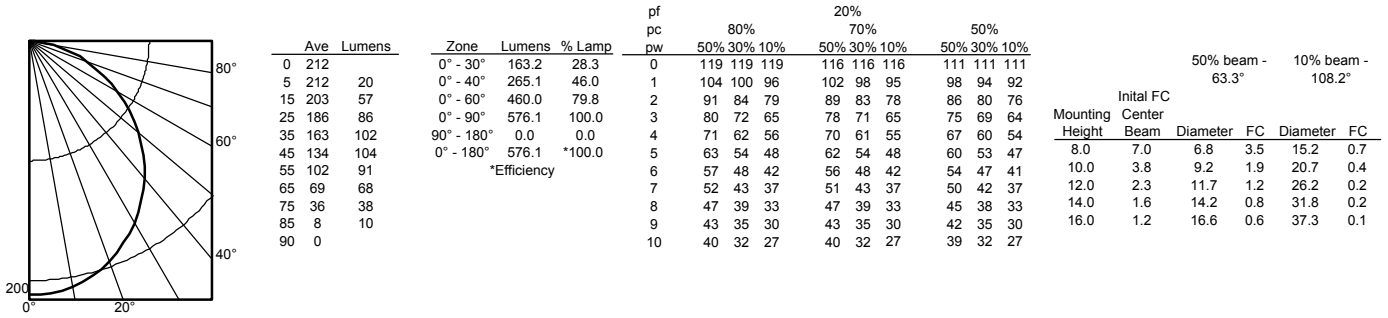 80°
60°
40°
200
0° 20°
Ave Lumens
0 212
5 212 20
15 203 57
25 186 86
35 163 102
45 134 104
55 102 91
65 69 68
75 36 38
85 8 10
90 0
Zone Lumens % Lamp
0° - 30° 163.2 28.3
0° - 40° 265.1 46.0
0° - 60° 460.0 79.8
0° - 90° 576.1 100.0
90° - 180° 0.0 0.0
0° - 180° 576.1 *100.0
*Efficiency
pf 20%
pc 80% 70% 50%
pw 50% 30% 10% 50% 30% 10% 50% 30% 10%
0 119 119 119 116 116 116 111 111 111
1 104 100 96 102 98 95 98 94 92
2 91 84 79 89 83 78 86 80 76
3 80 72 65 78 71 65 75 69 64
4 71 62 56 70 61 55 67 60 54
5 63 54 48 62 54 48 60 53 47
6 57 48 42 56 48 42 54 47 41
7 52 43 37 51 43 37 50 42 37
8 47 39 33 47 39 33 45 38 33
9 43 35 30 43 35 30 42 35 30
10 40 32 27 40 32 27 39 32 27
50% beam - 10% beam -
63.3° 108.2°
Inital FC
Mounting Center
Height Beam Diameter FC Diameter FC
8.0 7.0 6.8 3.5 15.2 0.7
10.0 3.8 9.2 1.9 20.7 0.4
12.0 2.3 11.7 1.2 26.2 0.2
14.0 1.6 14.2 0.8 31.8 0.2
16.0 1.2 16.6 0.6 37.3 0.1